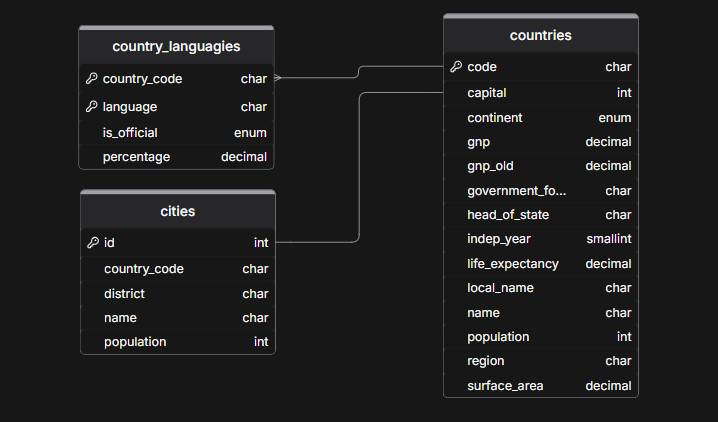 country_languagies
country_code char
language char
is_official enum
percentage decimal
cities
id int
country_code char
district char
name char
population int
countries
code char
capital int
continent enum
gnp decimal
gnp_old decimal
government_fo... char
head_of_state char
indep_year smallint
life_expectancy decimal
local_name char
name char
population int
region char
surface_area decimal